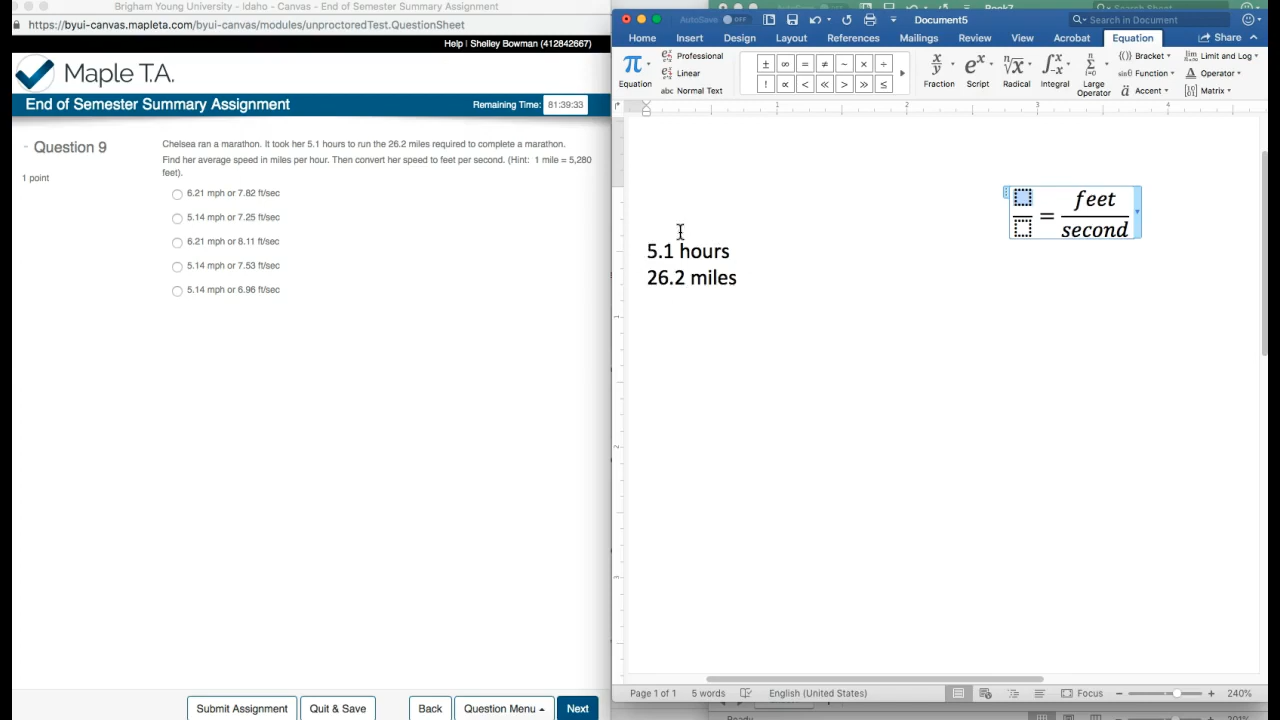 Brigham Young University - Idaho - Canvas - End of Semester Summary Assignment
https://byui-canvas.mapleta.com/byui-canvas/modules/unproctoredTest.QuestionSheet
Help | Shelley Bowman (412842667)
Maple T.A.
End of Semester Summary Assignment
Remaining Time: 81:39:33
Question 9
1 point
Chelsea ran a marathon. It took her 5.1 hours to run the 26.2 miles required to complete a marathon.
Find her average speed in miles per hour. Then convert her speed to feet per second. (Hint: 1 mile = 5,280
feet).
6.21 mph or 7.82 ft/sec
5.14 mph or 7.25 ft/sec
6.21 mph or 8.11 ft/sec
5.14 mph or 7.53 ft/sec
5.14 mph or 6.96 ft/sec
Submit Assignment
Quit & Save
Back
Question Menu
Next
AutoSave OFF
Document5
Search in Document
Home Insert Design Layout References Mailings Review View Acrobat Equation
Share
π Equation
Professional
Linear
abc Normal Text
± ∞ = ≠ ~ × ÷
! ∝ < ≪ > ≫ ≤
Fraction
Script
Radical
Integral
Large
Operator
Bracket
Function
Accent
Limit and Log
Operator
Matrix
1 2 3 4
feet
=
second
5.1 hours
26.2 miles
Page 1 of 1
5 words
English (United States)
Focus
240%